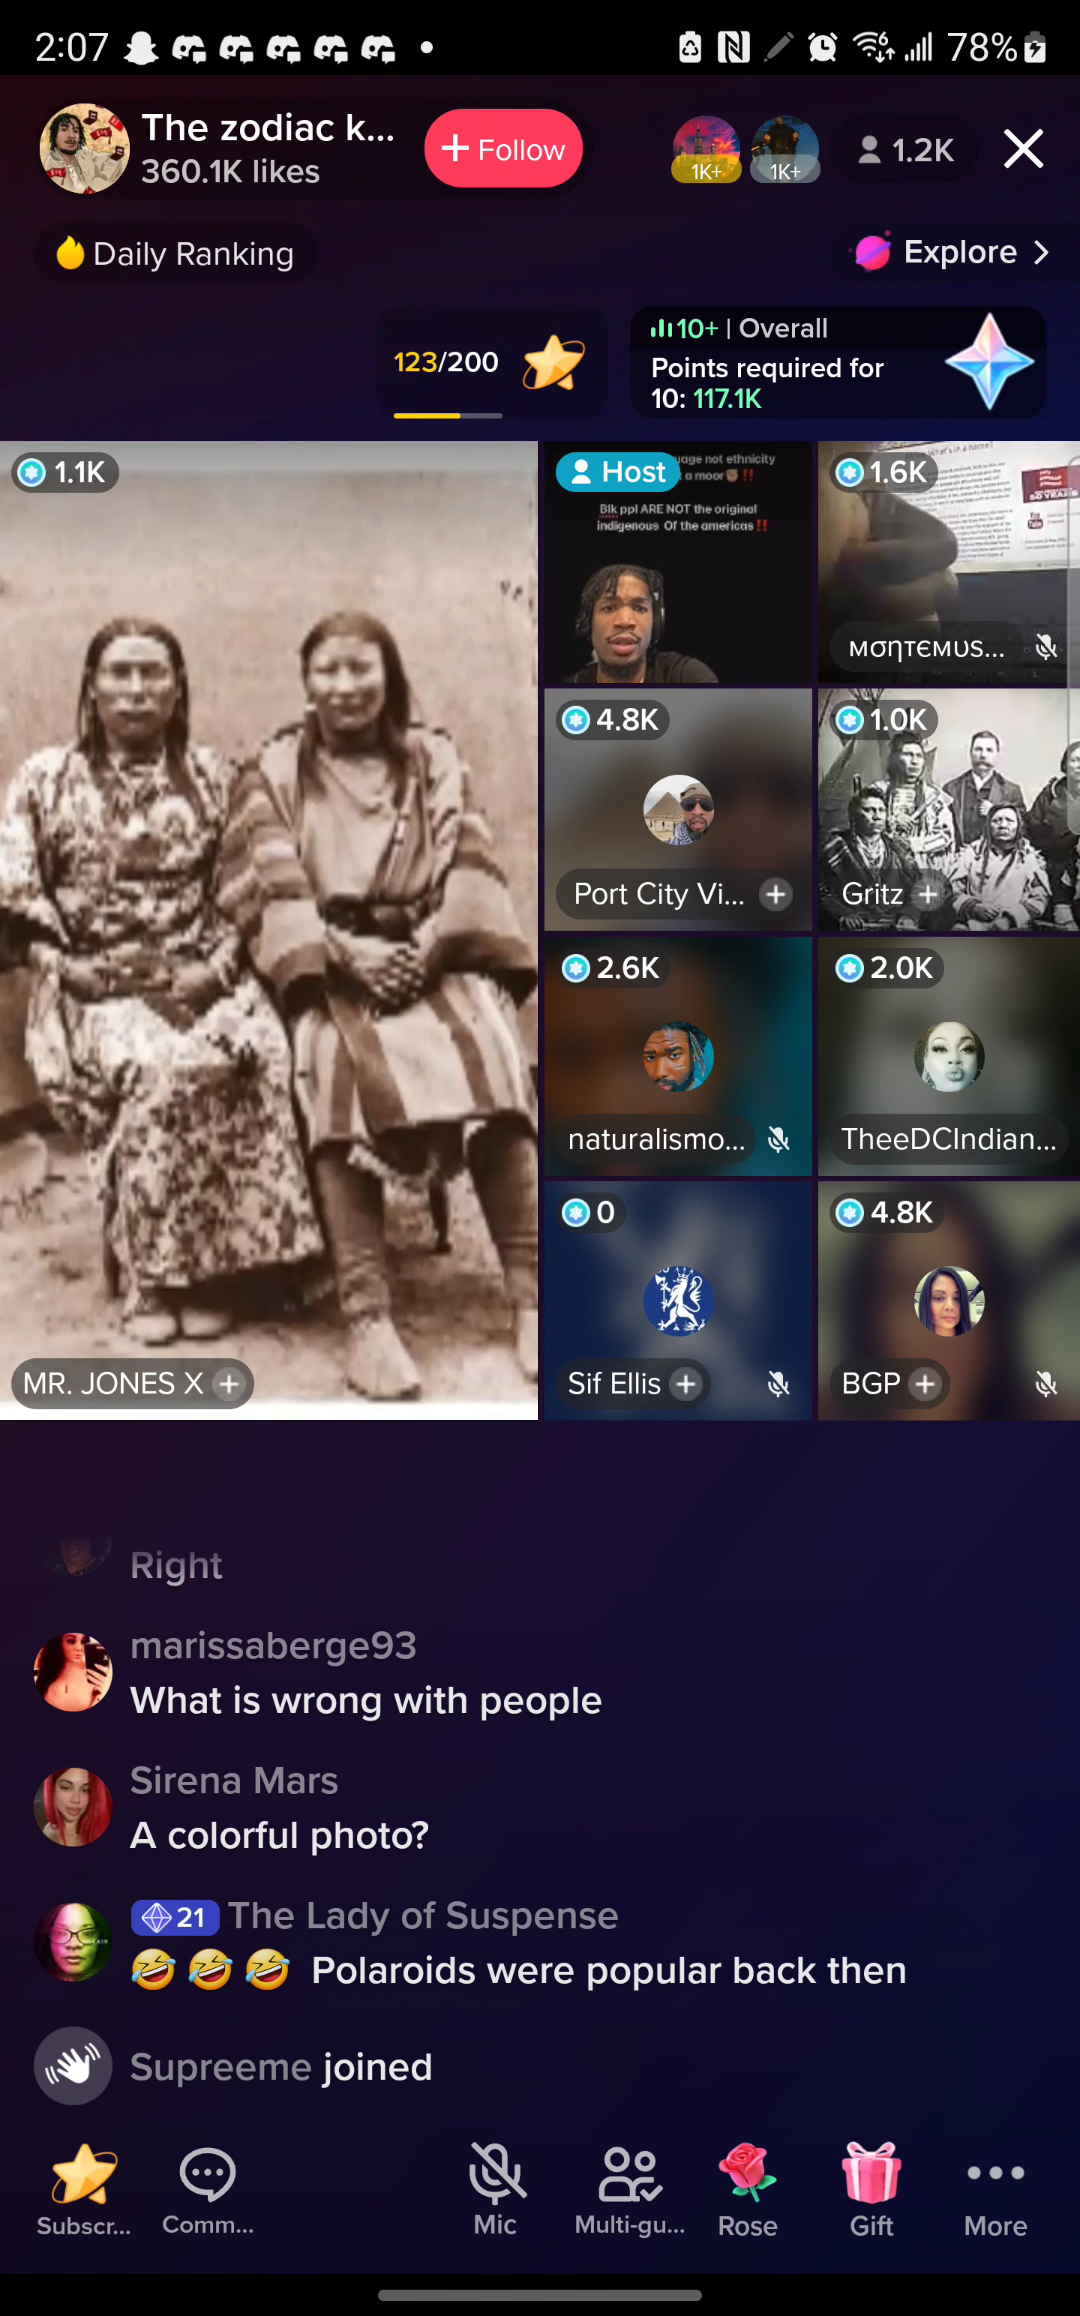 2:07
78%
The zodiac k...
360.1K likes
+ Follow
1K+
1K+
1.2K
Daily Ranking
Explore >
123/200
10+ | Overall
Points required for
10: 117.1K
1.1K
Host
uage not ethnicity
a moor ✊🏾‼️
Blk ppl ARE NOT the original
indigenous Of the americas‼️
1.6K
What's in a Name?
мσηтємυѕ...
4.8K
Port City Vi... +
1.0K
Gritz +
2.6K
naturalismo...
2.0K
TheeDCIndian...
MR. JONES X +
0
Sif Ellis +
4.8K
BGP +
Right
marissaberge93
What is wrong with people
Sirena Mars
A colorful photo?
21 The Lady of Suspense
🤣🤣🤣 Polaroids were popular back then
Supreeme joined
Subscr...
Comm...
Mic
Multi-gu...
Rose
Gift
More